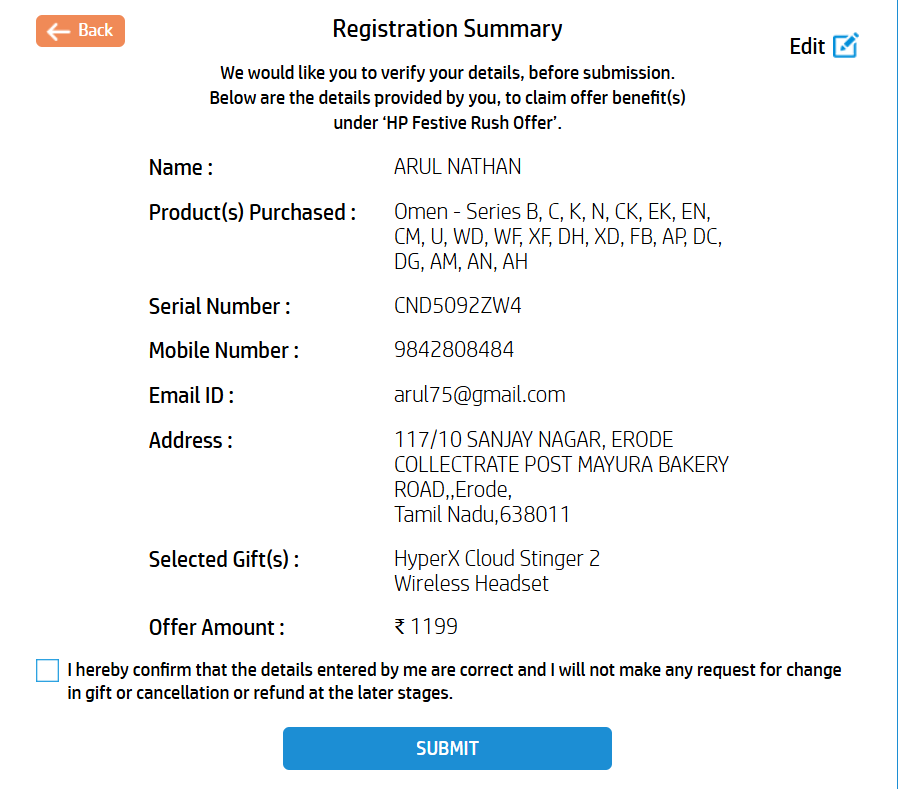 Back
Registration Summary
Edit
We would like you to verify your details, before submission.
Below are the details provided by you, to claim offer benefit(s)
under ‘HP Festive Rush Offer’.
Name : ARUL NATHAN
Product(s) Purchased : Omen - Series B, C, K, N, CK, EK, EN,
CM, U, WD, WF, XF, DH, XD, FB, AP, DC,
DG, AM, AN, AH
Serial Number : CND5092ZW4
Mobile Number : 9842808484
Email ID : arul75@gmail.com
Address : 117/10 SANJAY NAGAR, ERODE
COLLECTRATE POST MAYURA BAKERY
ROAD,,Erode,
Tamil Nadu,638011
Selected Gift(s) : HyperX Cloud Stinger 2
Wireless Headset
Offer Amount : ₹ 1199
I hereby confirm that the details entered by me are correct and I will not make any request for change
in gift or cancellation or refund at the later stages.
SUBMIT